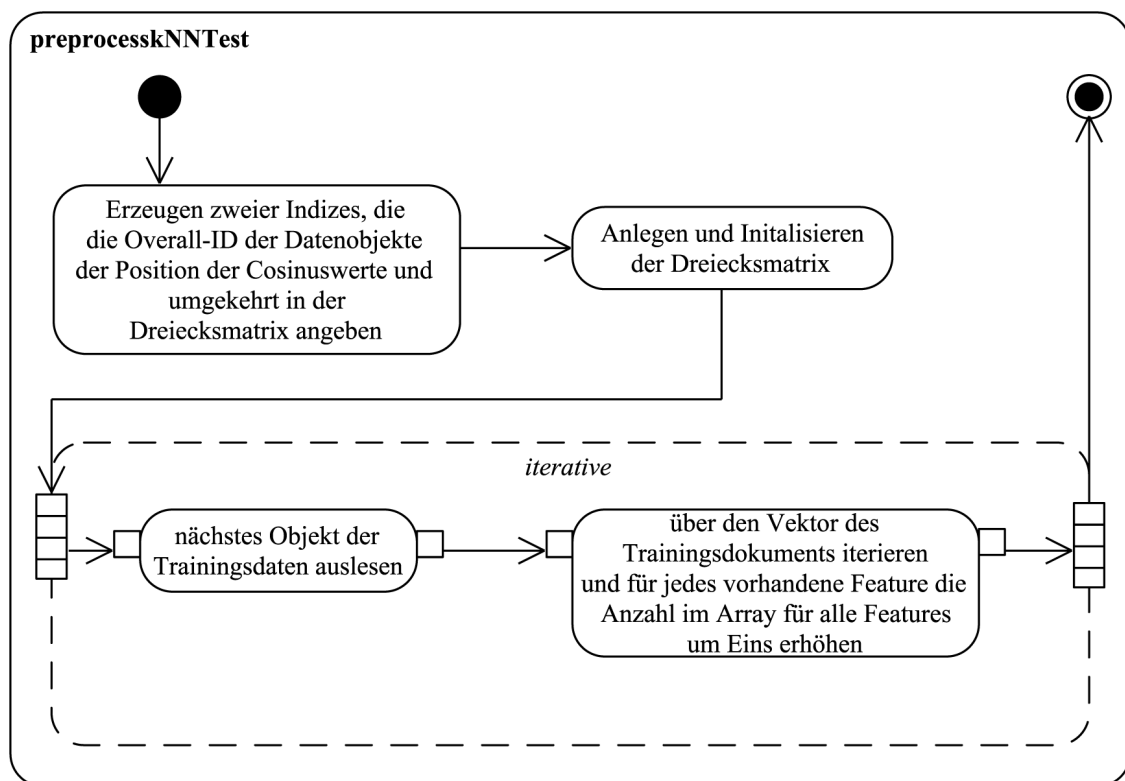 preprocesskNNTest
Erzeugen zweier Indizes, die
die Overall-ID der Datenobjekte
der Position der Cosinuswerte und
umgekehrt in der
Dreiecksmatrix angeben
Anlegen und Initalisieren
der Dreiecksmatrix
iterative
nächstes Objekt der
Trainingsdaten auslesen
über den Vektor des
Trainingsdokuments iterieren
und für jedes vorhandene Feature die
Anzahl im Array für alle Features
um Eins erhöhen